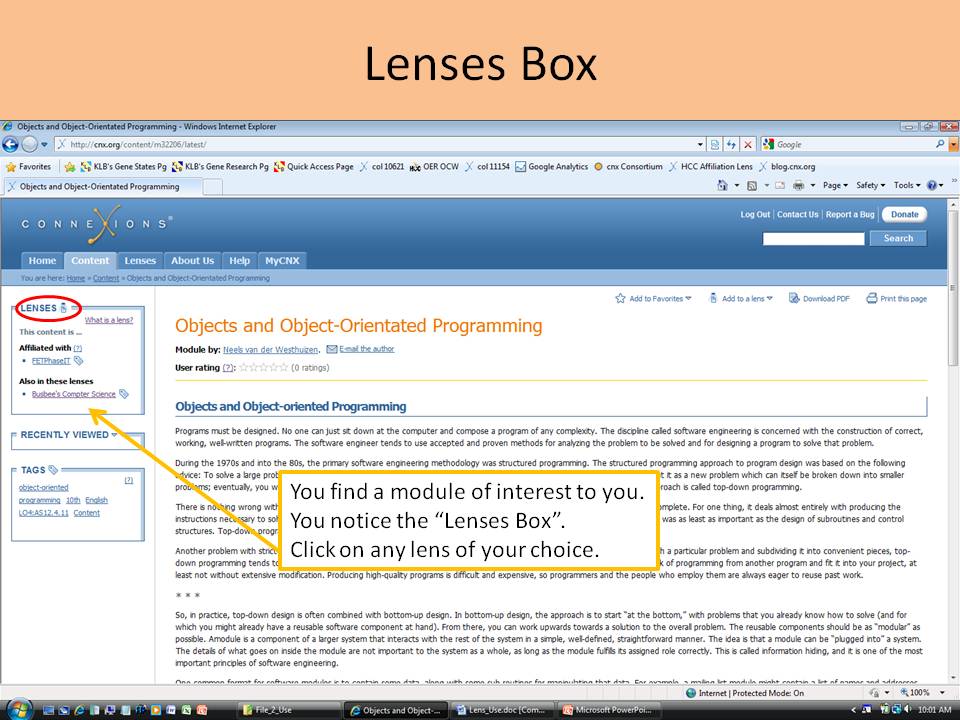 Lenses Box
Objects and Object-Orientated Programming - Windows Internet Explorer
http://cnx.org/content/m32206/latest/
Google
Favorites KLB's Gene States Pg KLB's Gene Research Pg Quick Access Page col 10621 OER OCW col 11154 Google Analytics cnx Consortium HCC Affiliation Lens blog.cnx.org
Objects and Object-Orientated Programming
Page Safety Tools
CONNEXIONS®
Log Out | Contact Us | Report a Bug Donate
Search
Home Content Lenses About Us Help MyCNX
You are here: Home » Content » Objects and Object-Orientated Programming
LENSES
What is a lens?
This content is ...
Affiliated with (?)
FETPhaseIT
Also in these lenses
Busbee's Compter Science
RECENTLY VIEWED
TAGS
(?)
object-oriented
programming 10th English
LO4:AS12.4.11 Content
Add to Favorites Add to a lens Download PDF Print this page
Objects and Object-Orientated Programming
Module by: Neels van der Westhuizen. E-mail the author
User rating (?): (0 ratings)
Objects and Object-oriented Programming
Programs must be designed. No one can just sit down at the computer and compose a program of any complexity. The discipline called software engineering is concerned with the construction of correct,
working, well-written programs. The software engineer tends to use accepted and proven methods for analyzing the problem to be solved and for designing a program to solve that problem.
During the 1970s and into the 80s, the primary software engineering methodology was structured programming. The structured programming approach to program design was based on the following
advice: To solve a large prob it as a new problem which can itself be broken down into smaller
problems; eventually, you w roach is called top-down programming.
There is nothing wrong with mplete. For one thing, it deals almost entirely with producing the
instructions necessary to sol was as least as important as the design of subroutines and control
structures. Top-down progr
Another problem with strict h a particular problem and subdividing it into convenient pieces, top-
down programming tends to k of programming from another program and fit it into your project, at
least not without extensive modification. Producing high-quality programs is difficult and expensive, so programmers and the people who employ them are always eager to reuse past work.
* * *
So, in practice, top-down design is often combined with bottom-up design. In bottom-up design, the approach is to start "at the bottom," with problems that you already know how to solve (and for
which you might already have a reusable software component at hand). From there, you can work upwards towards a solution to the overall problem. The reusable components should be as "modular" as
possible. Amodule is a component of a larger system that interacts with the rest of the system in a simple, well-defined, straightforward manner. The idea is that a module can be "plugged into" a system.
The details of what goes on inside the module are not important to the system as a whole, as long as the module fulfills its assigned role correctly. This is called information hiding, and it is one of the most
important principles of software engineering.
One common format for software modules is to contain some data, along with some sub-routines for manipulating that data. For example, a mailing list module might contain a list of names and addresses
You find a module of interest to you.
You notice the “Lenses Box”.
Click on any lens of your choice.
Internet | Protected Mode: On 100%
File_2_Use Objects and Object-... Lens_Use.doc [Com... Microsoft PowerPoi... 10:01 AM